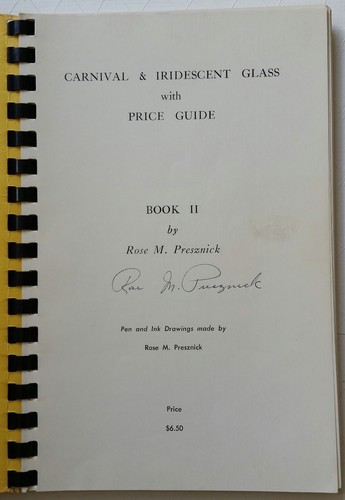 CARNIVAL & IRIDESCENT GLASS
with
PRICE GUIDE
BOOK II
by
Rose M. Presznick
Rose M. Presznick
Pen and Ink Drawings made by
Rose M. Presznick
Price
$6.50